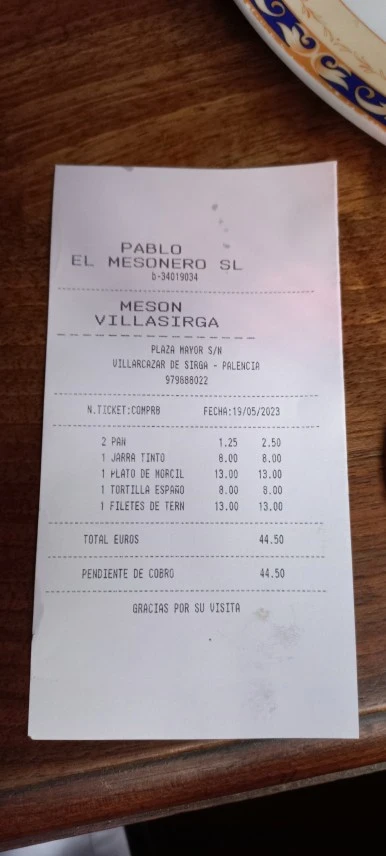 PABLO
EL MESONERO SL
b-34019034
MESON
VILLASIRGA
PLAZA MAYOR S/N
VILLARCAZAR DE SIRGA - PALENCIA
979888022
N.TICKET:COMPRB FECHA:19/05/2023
2 PAN 1.25 2.50
1 JARRA TINTO 8.00 8.00
1 PLATO DE MORCIL 13.00 13.00
1 TORTILLA ESPAÑO 8.00 8.00
1 FILETES DE TERN 13.00 13.00
TOTAL EUROS 44.50
PENDIENTE DE COBRO 44.50
GRACIAS POR SU VISITA